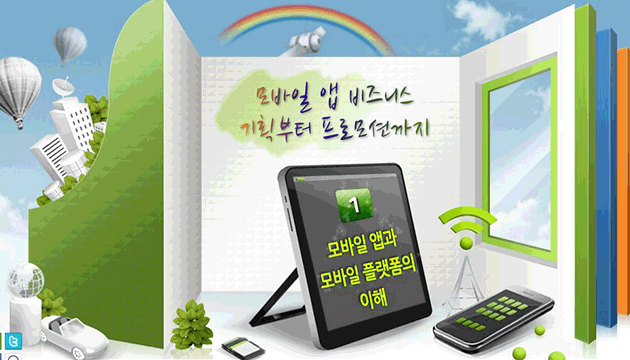 모바일 앱 비즈니스
기획부터 프로모션까지
1
모바일 앱과
모바일 플랫폼의
이해